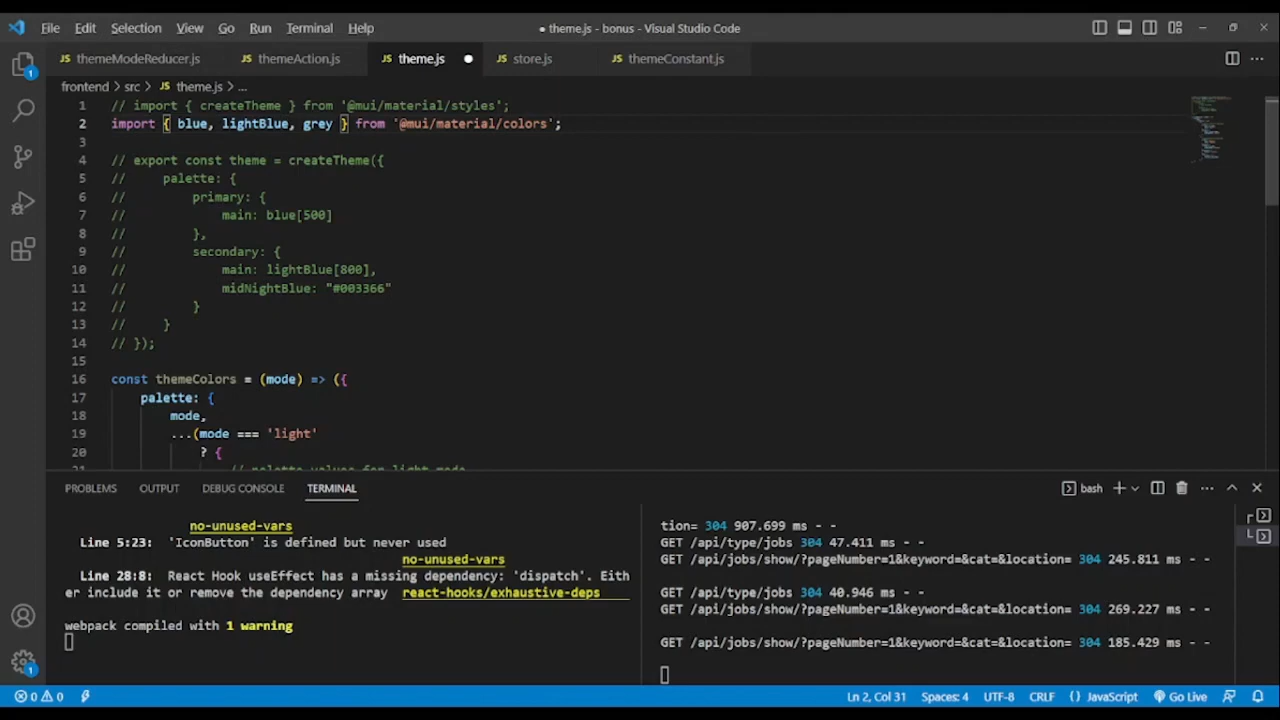 File Edit Selection View Go Run Terminal Help
● theme.js - bonus - Visual Studio Code
JS themeModeReducer.js JS themeAction.js JS theme.js ● JS store.js JS themeConstant.js
frontend > src > JS theme.js > ...
1 // import { createTheme } from '@mui/material/styles';
2 import { blue, lightBlue, grey } from '@mui/material/colors';
3
4 // export const theme = createTheme({
5 // palette: {
6 // primary: {
7 // main: blue[500]
8 // },
9 // secondary: {
10 // main: lightBlue[800],
11 // midNightBlue: "#003366"
12 // }
13 // }
14 // });
15
16 const themeColors = (mode) => ({
17 palette: {
18 mode,
19 ...(mode === 'light'
20 ? {
21 // palette values for light mode
PROBLEMS OUTPUT DEBUG CONSOLE TERMINAL
bash
no-unused-vars
Line 5:23: 'IconButton' is defined but never used
no-unused-vars
Line 28:8: React Hook useEffect has a missing dependency: 'dispatch'. Eith
er include it or remove the dependency array react-hooks/exhaustive-deps
webpack compiled with 1 warning
tion= 304 907.699 ms - -
GET /api/type/jobs 304 47.411 ms - -
GET /api/jobs/show/?pageNumber=1&keyword=&cat=&location= 304 245.811 ms - -
GET /api/type/jobs 304 40.946 ms - -
GET /api/jobs/show/?pageNumber=1&keyword=&cat=&location= 304 269.227 ms - -
GET /api/jobs/show/?pageNumber=1&keyword=&cat=&location= 304 185.429 ms - -
1
1
0 0
Ln 2, Col 31 Spaces: 4 UTF-8 CRLF {} JavaScript Go Live